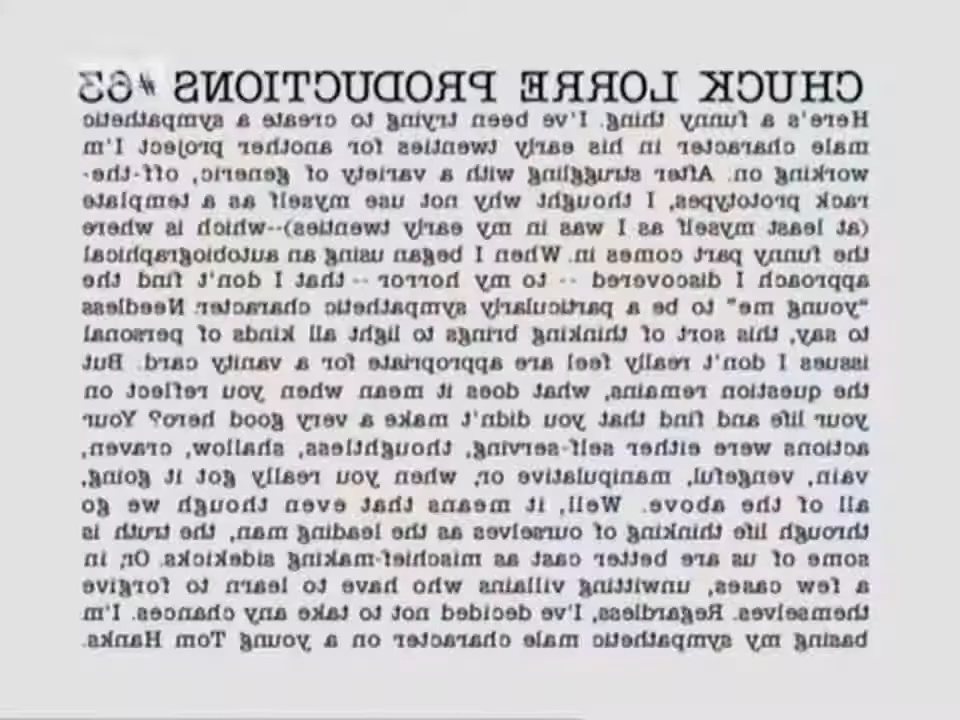 CHUCK LORRE PRODUCTIONS #63
Here's a funny thing. I've been trying to create a sympathetic
male character in his early twenties for another project I'm
working on. After struggling with a variety of generic, off-the-
rack prototypes, I thought why not use myself as a template
(at least myself as I was in my early twenties)--which is where
the funny part comes in. When I began using an autobiographical
approach I discovered -- to my horror -- that I don't find the
"young me" to be a particularly sympathetic character. Needless
to say, this sort of thinking brings to light all kinds of personal
issues I don't really feel are appropriate for a vanity card. But
the question remains, what does it mean when you reflect on
your life and find that you didn't make a very good hero? Your
actions were either self-serving, thoughtless, shallow, craven,
vain, vengeful, manipulative or, when you really got it going,
all of the above. Well, it means that even though we go
through life thinking of ourselves as the leading man, the truth is
some of us are better cast as mischief-making sidekicks. Or, in
a few cases, unwitting villains who have to learn to forgive
themselves. Regardless, I've decided not to take any chances. I'm
basing my sympathetic male character on a young Tom Hanks.